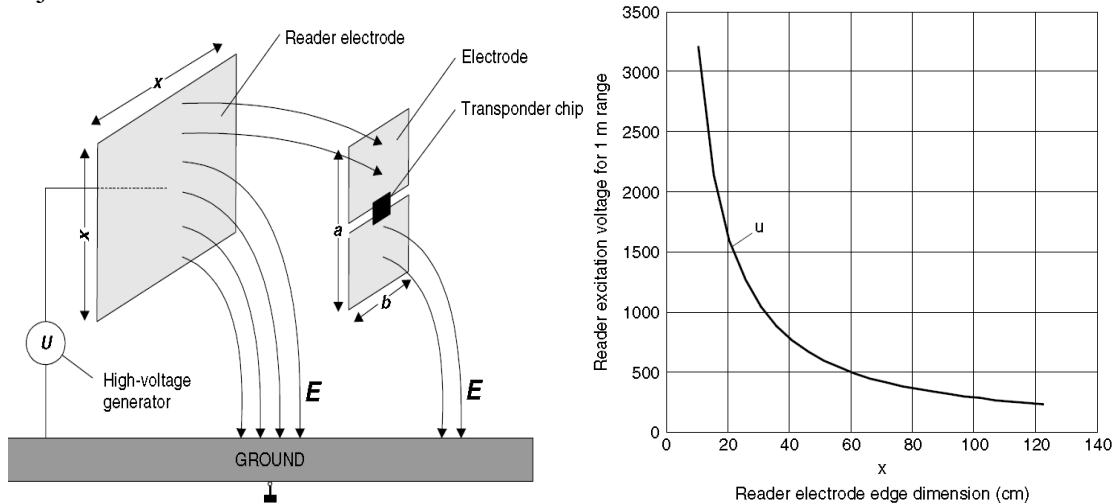 Reader electrode
Electrode
Transponder chip
x
x
a
b
U
High-voltage
generator
E
E
GROUND
Reader excitation voltage for 1 m range
3500
3000
2500
2000
1500
1000
500
0
u
0 20 40 60 80 100 120 140
x
Reader electrode edge dimension (cm)